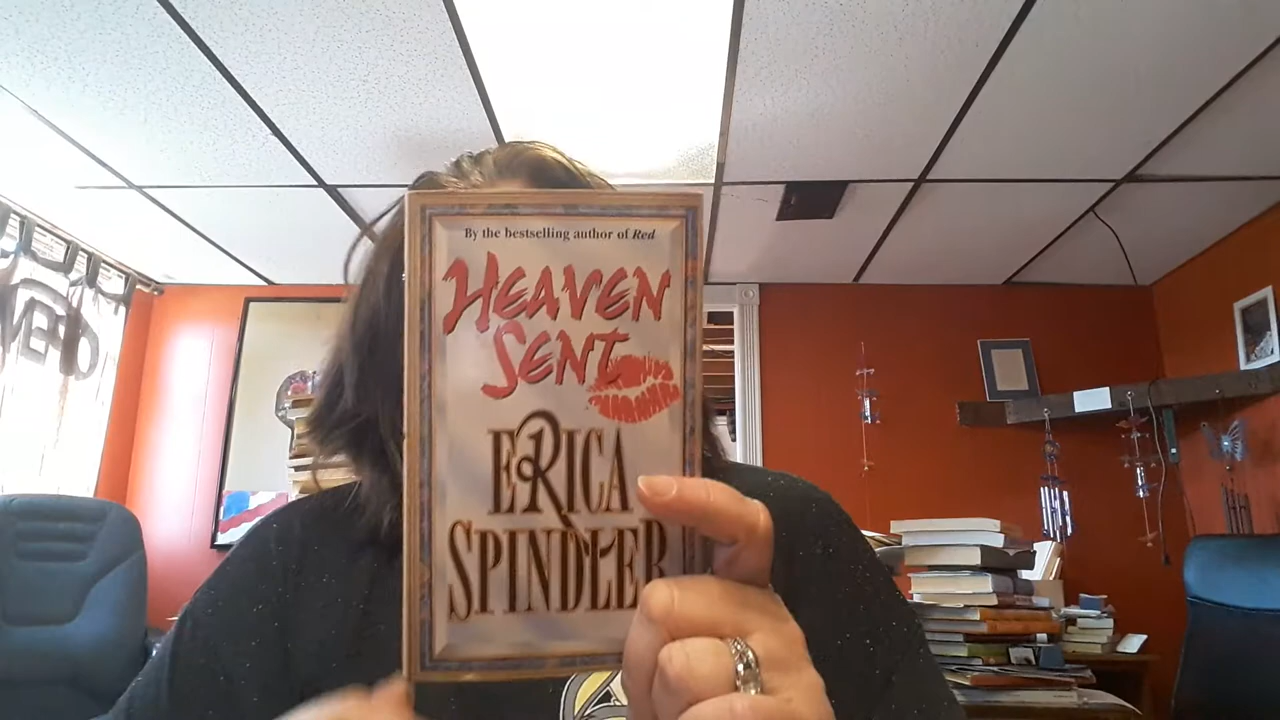 By the bestselling author of Red
HEAVEN
SENT
ERICA
SPINDLER